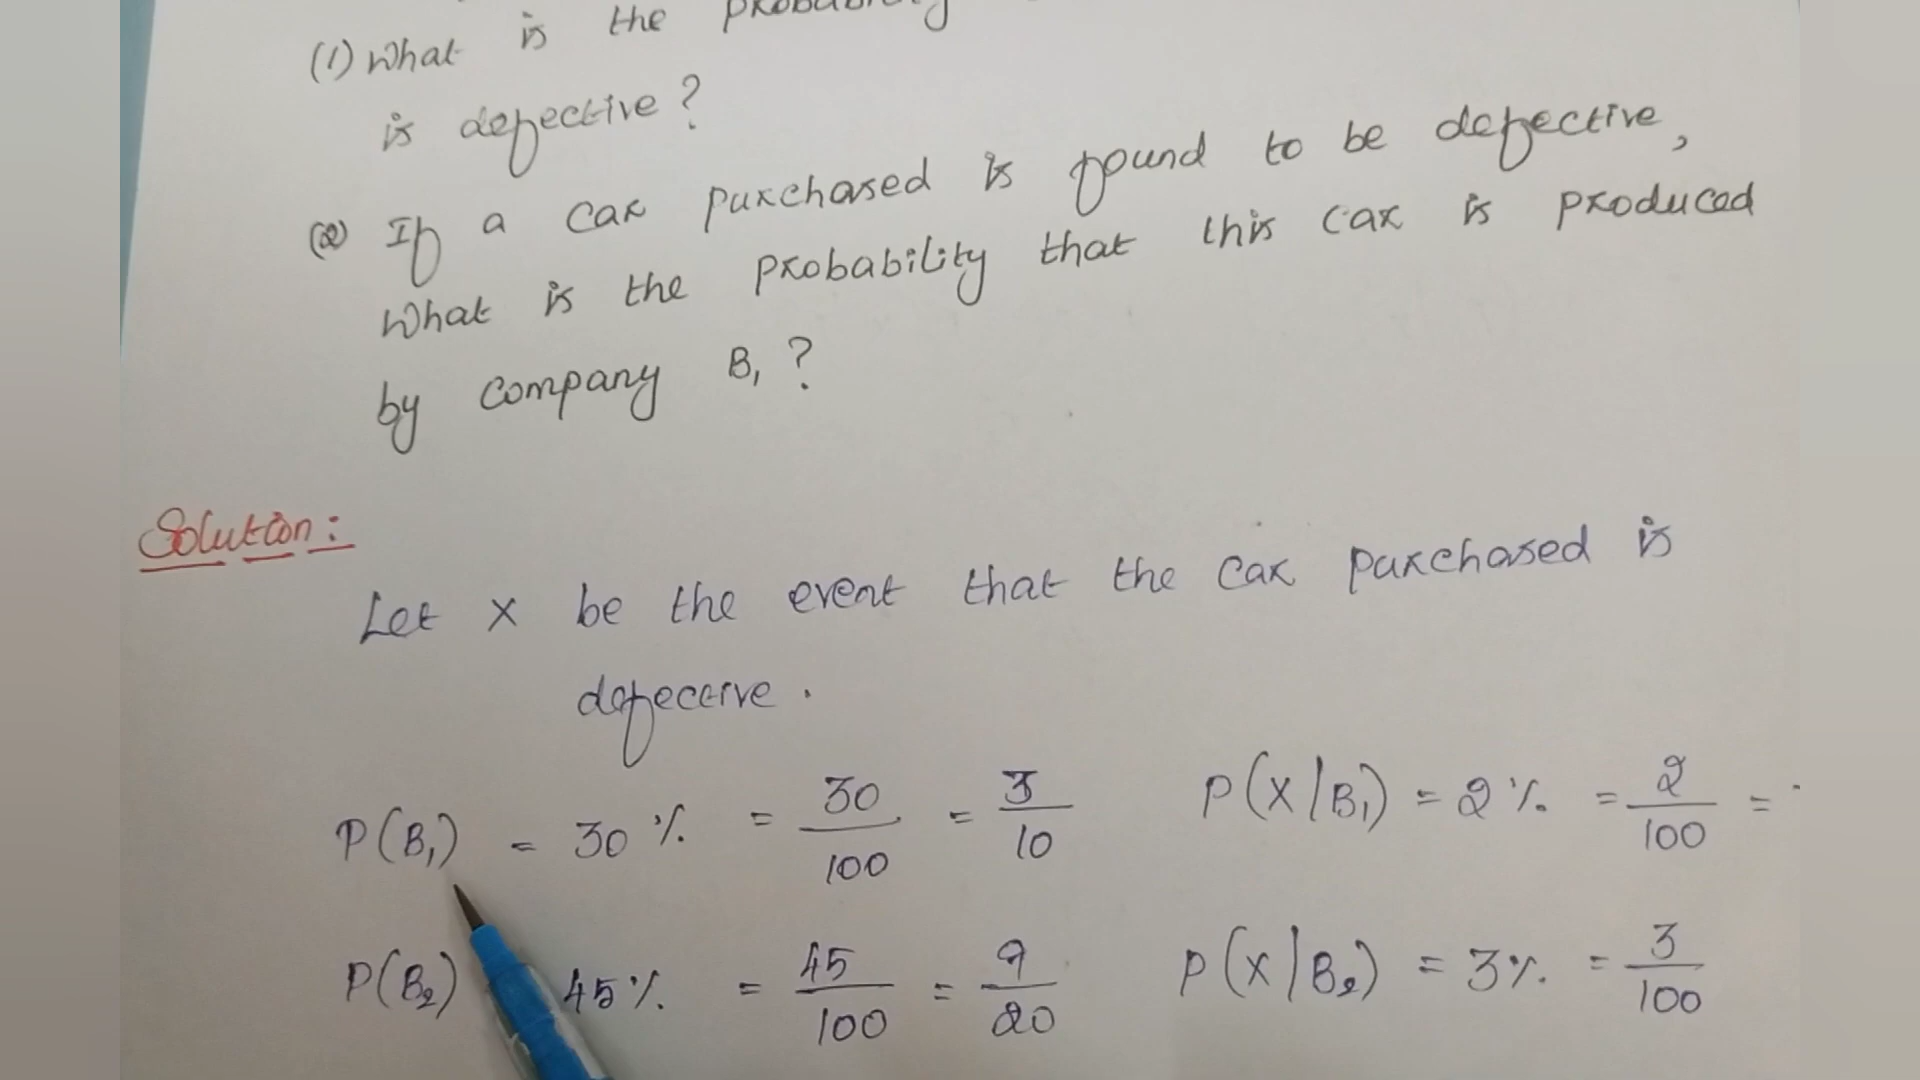 (1) What is the probability
is defective?
(2) If a car purchased is found to be defective,
What is the probability that this car is produced
by company B₁ ?
Solution:
Let X be the event that the car purchased is
defective.
P(B₁) = 30 % = 30/100 = 3/10 P(X/B₁) = 2 % = 2/100 =
P(B₂) 45 % = 45/100 = 9/20 P(X/B₂) = 3 % = 3/100